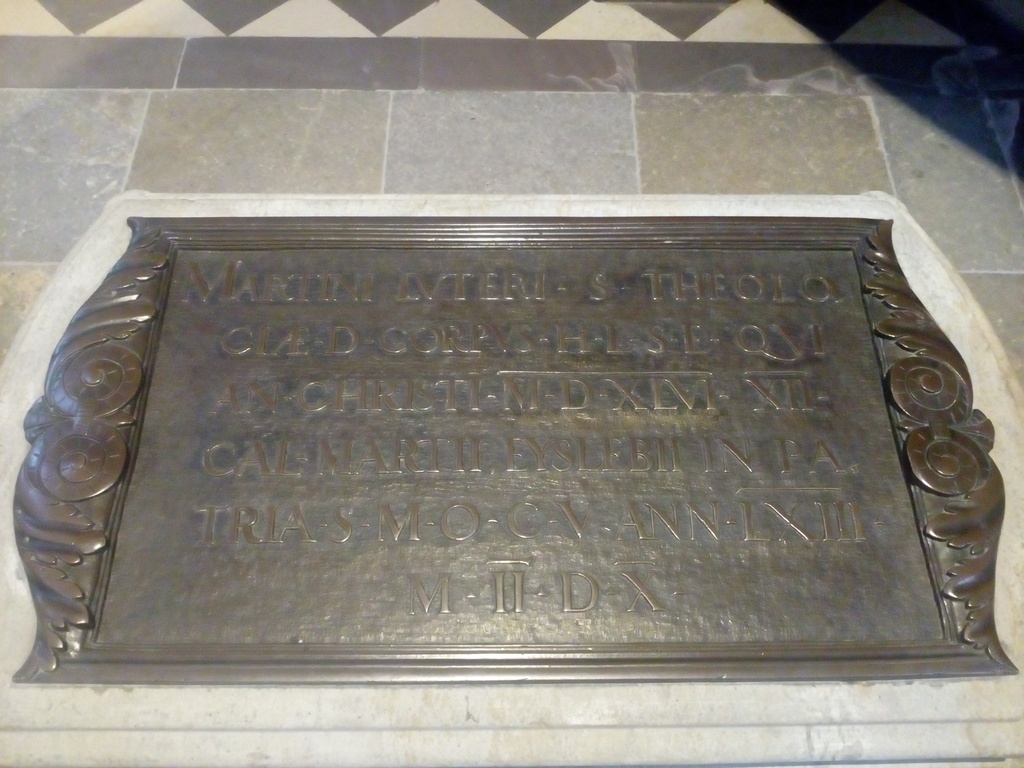 MARTINI LVTERI · S · THEOLO
GIÆ · D · CORPVS · H · L · S · E · QVI
AN · CHRISTI · M · D · XLVI · XII ·
CAL · MARTII EYSLEBII IN PA
TRIA · S · M · O · C · V · ANN · LXIII ·
M · II · D · X ·